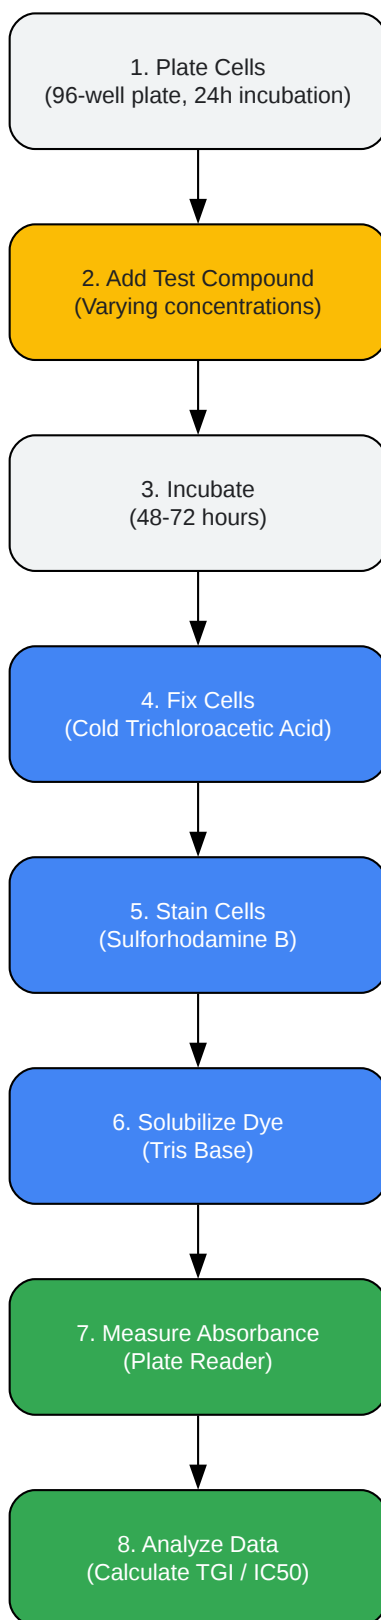 1. Plate Cells
(96-well plate, 24h incubation)
2. Add Test Compound
(Varying concentrations)
3. Incubate
(48-72 hours)
4. Fix Cells
(Cold Trichloroacetic Acid)
5. Stain Cells
(Sulforhodamine B)
6. Solubilize Dye
(Tris Base)
7. Measure Absorbance
(Plate Reader)
8. Analyze Data
(Calculate TGI / IC50)